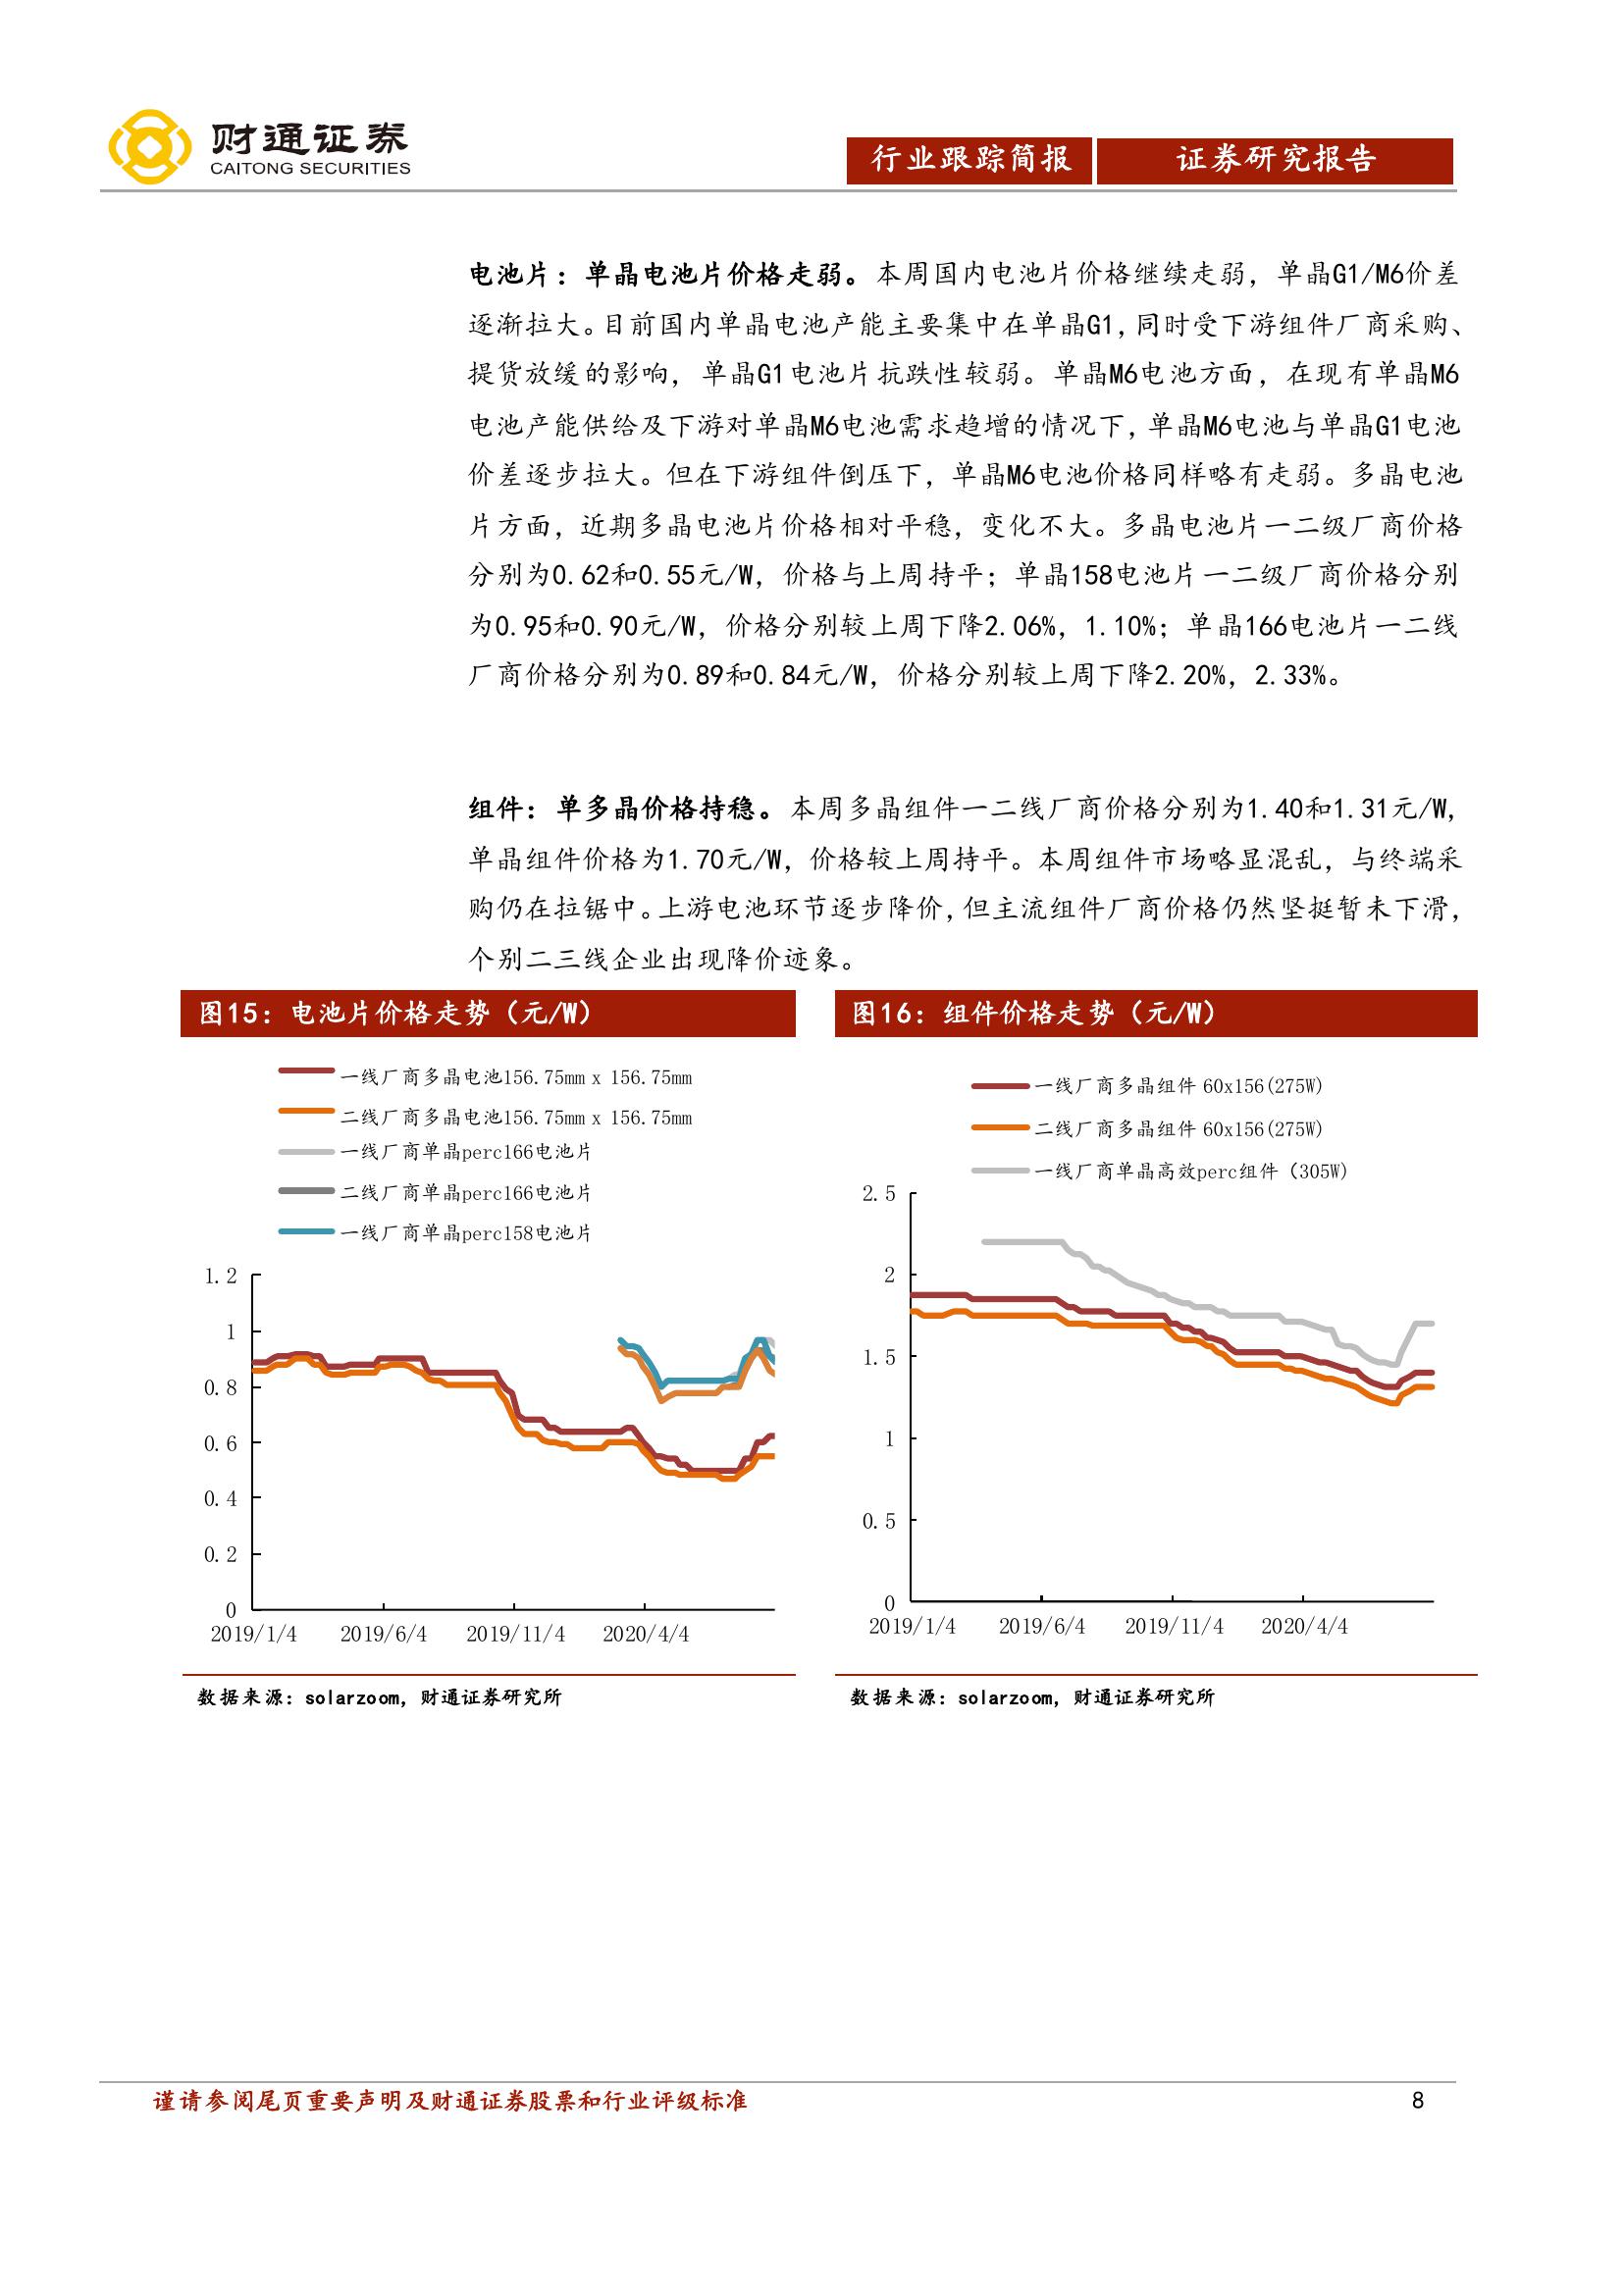 财通证券
CAITONG SECURITIES
行业跟踪简报
证券研究报告
电池片：单晶电池片价格走弱。本周国内电池片价格继续走弱，单晶G1/M6价差
逐渐拉大。目前国内单晶电池产能主要集中在单晶G1，同时受下游组件厂商采购、
提货放缓的影响，单晶G1电池片抗跌性较弱。单晶M6电池方面，在现有单晶M6
电池产能供给及下游对单晶M6电池需求趋增的情况下，单晶M6电池与单晶G1电池
价差逐步拉大。但在下游组件倒压下，单晶M6电池价格同样略有走弱。多晶电池
片方面，近期多晶电池片价格相对平稳，变化不大。多晶电池片一二级厂商价格
分别为0.62和0.55元/W，价格与上周持平；单晶158电池片一二级厂商价格分别
为0.95和0.90元/W，价格分别较上周下降2.06%，1.10%；单晶166电池片一二线
厂商价格分别为0.89和0.84元/W，价格分别较上周下降2.20%，2.33%。
组件：单多晶价格持稳。本周多晶组件一二线厂商价格分别为1.40和1.31元/W，
单晶组件价格为1.70元/W，价格较上周持平。本周组件市场略显混乱，与终端采
购仍在拉锯中。上游电池环节逐步降价，但主流组件厂商价格仍然坚挺暂未下滑，
个别二三线企业出现降价迹象。
图15：电池片价格走势（元/W）
一线厂商多晶电池156.75mm x 156.75mm
二线厂商多晶电池156.75mm x 156.75mm
一线厂商单晶perc166电池片
二线厂商单晶perc166电池片
一线厂商单晶perc158电池片
1.2
1
0.8
0.6
0.4
0.2
0
2019/1/4 2019/6/4 2019/11/4 2020/4/4
数据来源：solarzoom，财通证券研究所
图16：组件价格走势（元/W）
一线厂商多晶组件 60x156(275W)
二线厂商多晶组件 60x156(275W)
一线厂商单晶高效perc组件（305W）
2.5
2
1.5
1
0.5
0
2019/1/4 2019/6/4 2019/11/4 2020/4/4
数据来源：solarzoom，财通证券研究所
谨请参阅尾页重要声明及财通证券股票和行业评级标准
8